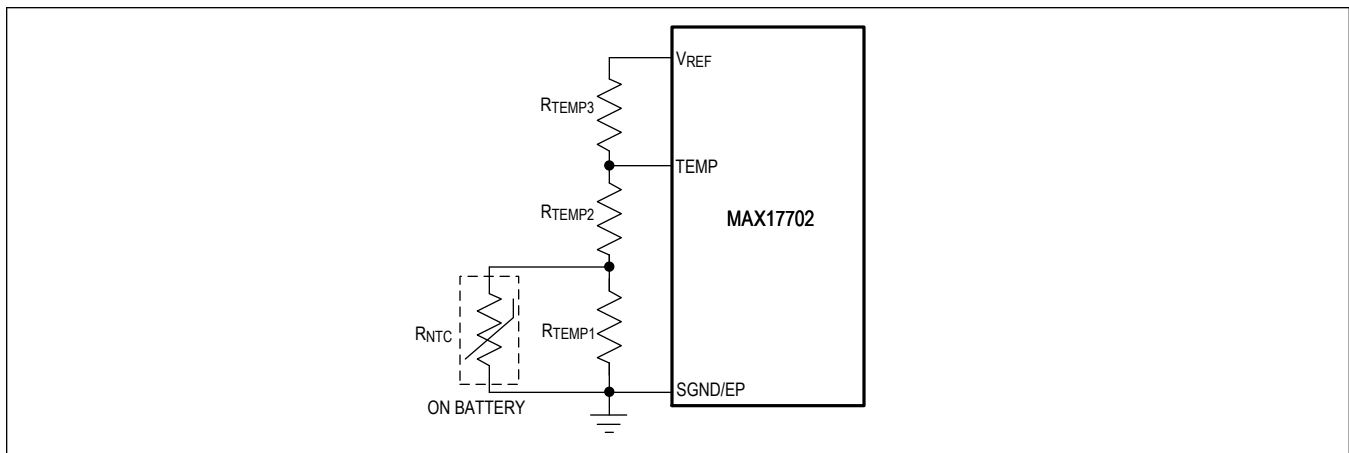 VREF
RTEMP3
TEMP
RTEMP2
MAX17702
RNTC
RTEMP1
SGND/EP
ON BATTERY